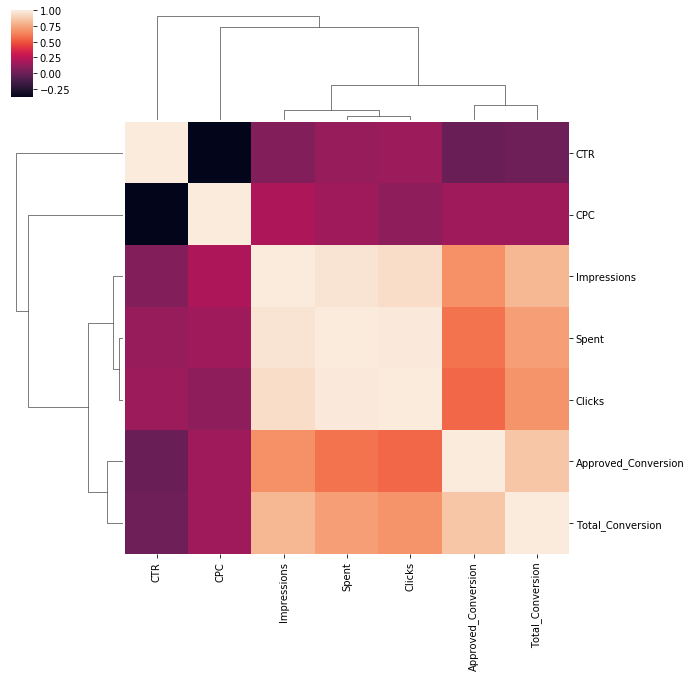 1.00
0.75
0.50
0.25
0.00
−0.25
CTR
CPC
Impressions
Spent
Clicks
Approved_Conversion
Total_Conversion
CTR
CPC
Impressions
Spent
Clicks
Approved_Conversion
Total_Conversion